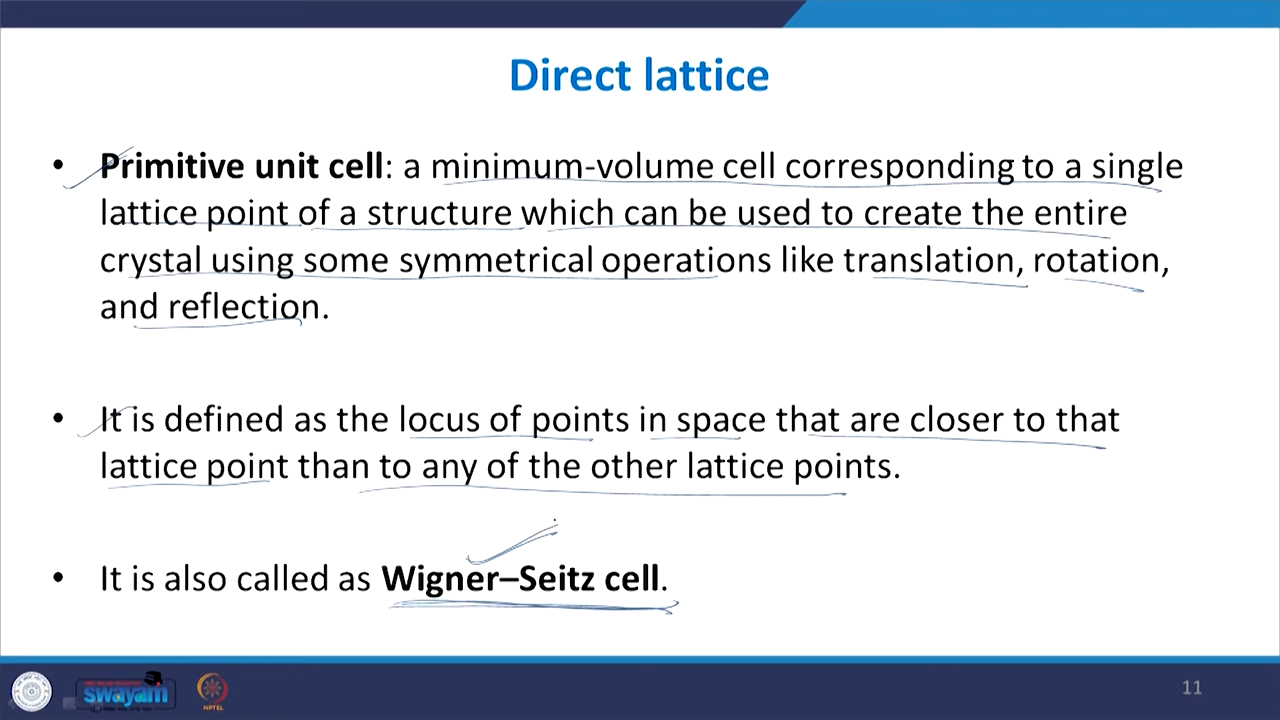 Direct lattice
• Primitive unit cell: a minimum-volume cell corresponding to a single
lattice point of a structure which can be used to create the entire
crystal using some symmetrical operations like translation, rotation,
and reflection.
• It is defined as the locus of points in space that are closer to that
lattice point than to any of the other lattice points.
• It is also called as Wigner–Seitz cell.
swayam
NPTEL
11